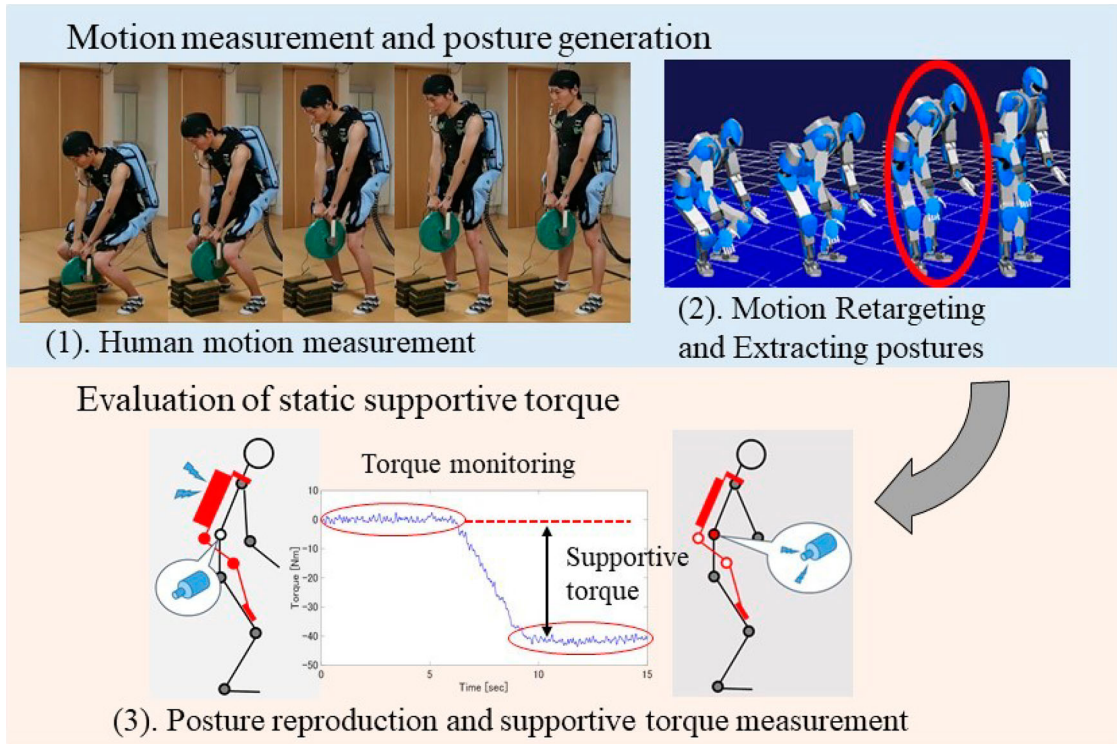 Motion measurement and posture generation
(1). Human motion measurement
(2). Motion Retargeting
and Extracting postures
Evaluation of static supportive torque
Torque monitoring
10
0
-10
-20
-30
-40
-50
Torque [Nm]
0
5
10
15
Time [sec]
Supportive
torque
(3). Posture reproduction and supportive torque measurement